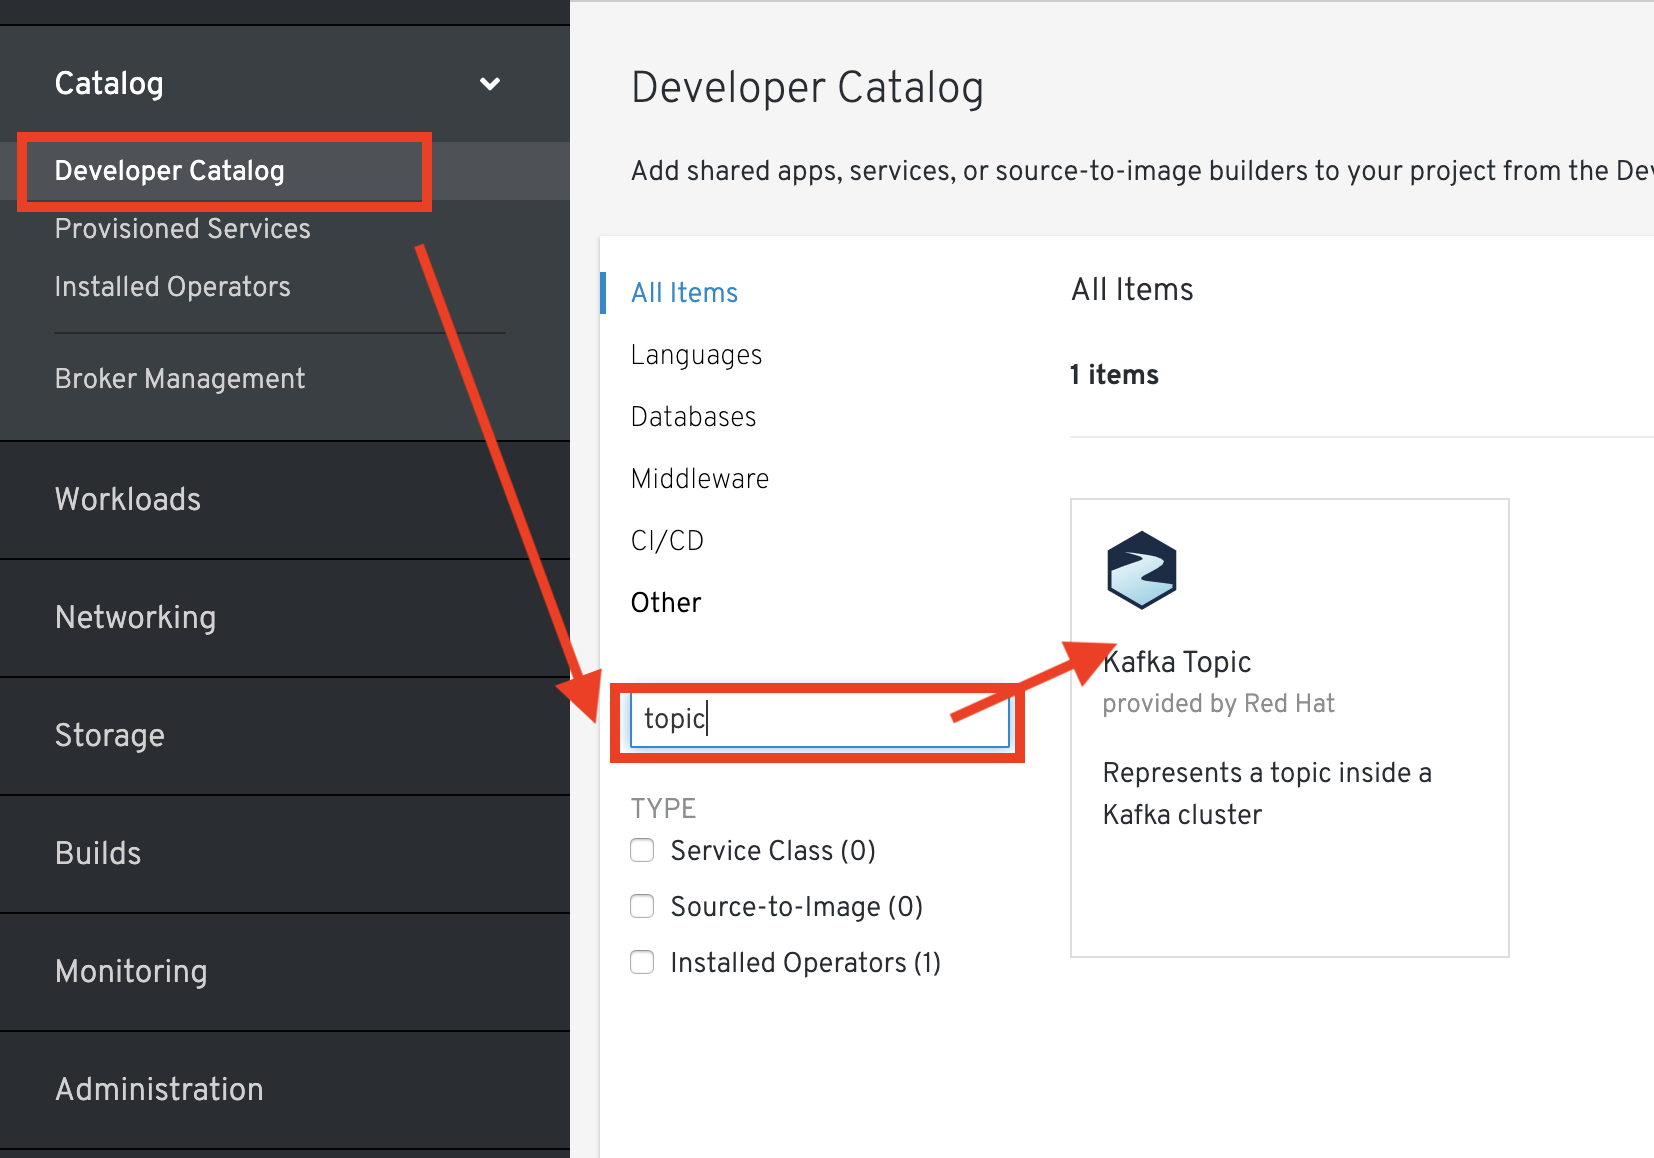 Catalog
Developer Catalog
Provisioned Services
Installed Operators
Broker Management
Workloads
Networking
Storage
Builds
Monitoring
Administration
Developer Catalog
Add shared apps, services, or source-to-image builders to your project from the
All Items
Languages
Databases
Middleware
CI/CD
Other
topic
TYPE
Service Class (0)
Source-to-Image (0)
Installed Operators (1)
All Items
1 items
Kafka Topic
provided by Red Hat
Represents a topic inside a
Kafka cluster